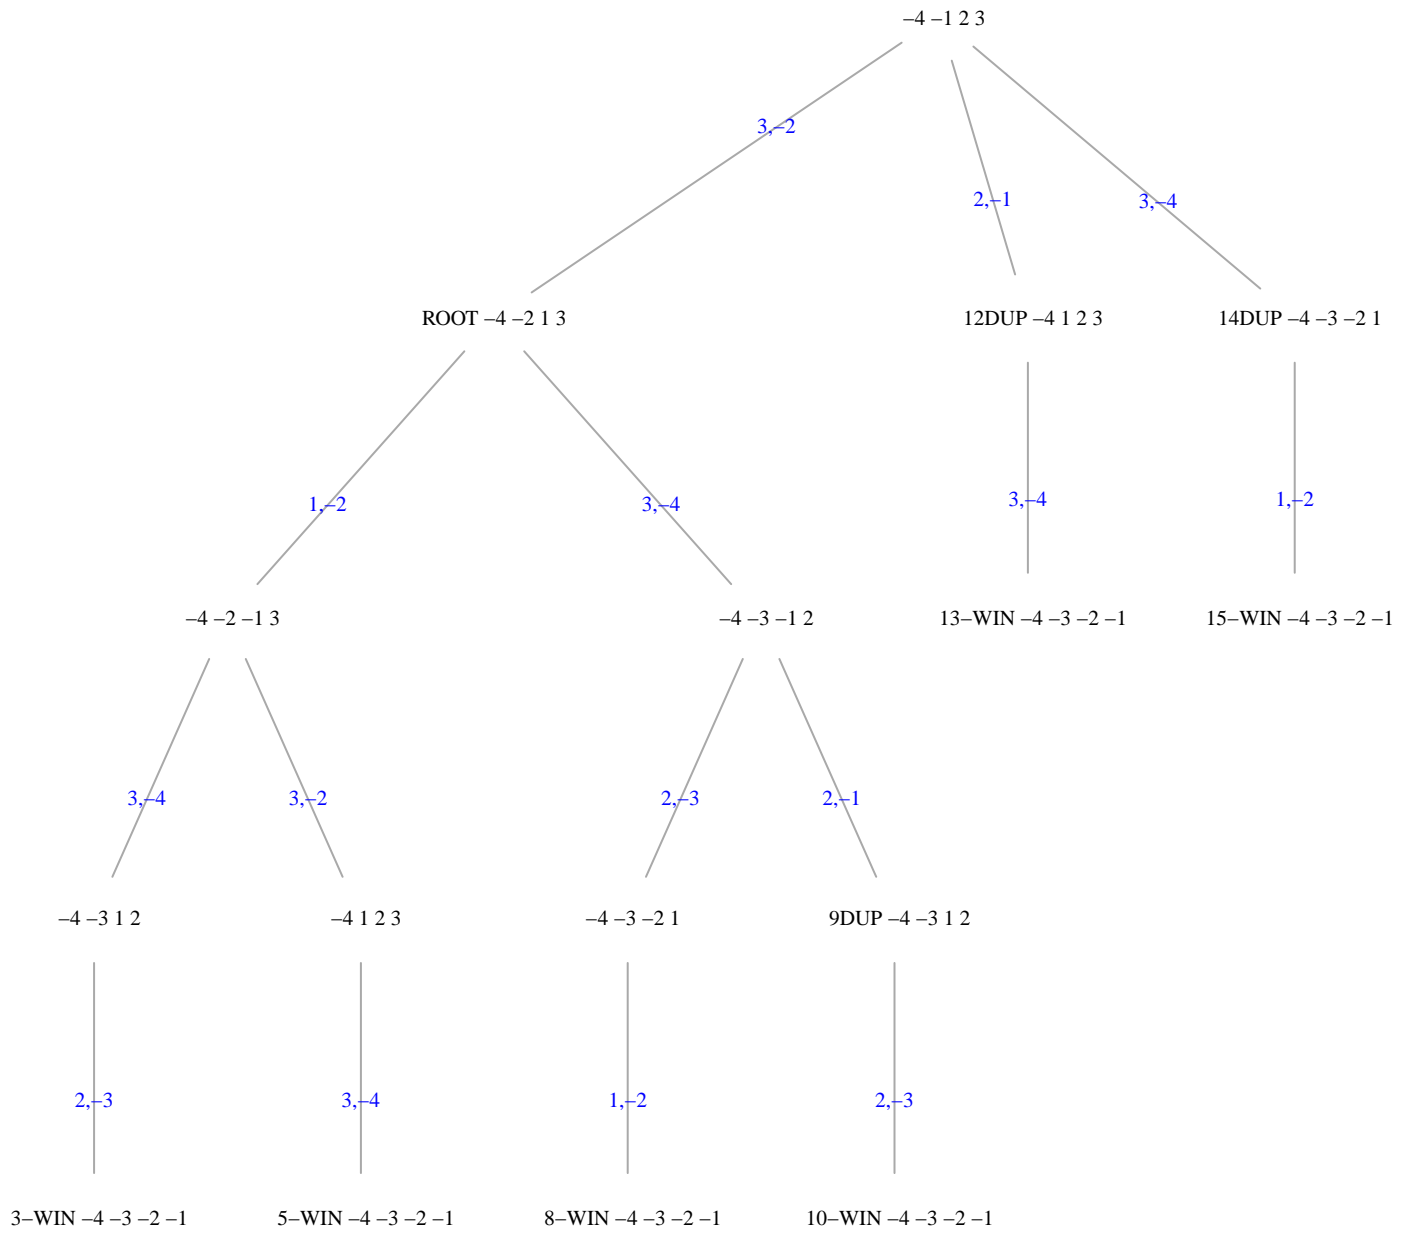 −4 −1 2 3
3,−2
2,−1
3,−4
ROOT −4 −2 1 3
12DUP −4 1 2 3
14DUP −4 −3 −2 1
1,−2
3,−4
3,−4
1,−2
−4 −2 −1 3
−4 −3 −1 2
13−WIN −4 −3 −2 −1
15−WIN −4 −3 −2 −1
3,−4
3,−2
2,−3
2,−1
−4 −3 1 2
−4 1 2 3
−4 −3 −2 1
9DUP −4 −3 1 2
2,−3
3,−4
1,−2
2,−3
3−WIN −4 −3 −2 −1
5−WIN −4 −3 −2 −1
8−WIN −4 −3 −2 −1
10−WIN −4 −3 −2 −1